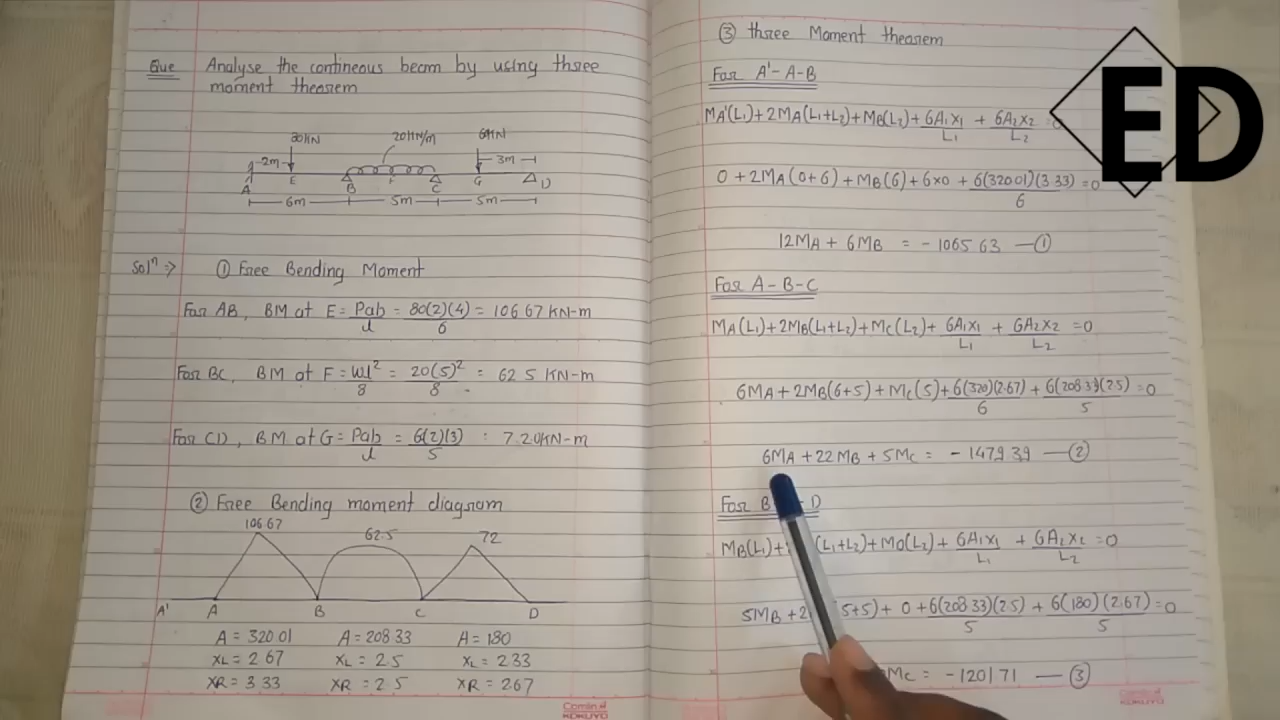 Que Analyse the contineous beam by using three
moment theorem
80KN 20KN/m 60KN
2m 3m
A E B F C G D
6m 5m 5m
Solⁿ ⇒ ① Free Bending Moment
For AB, BM at E = Pab/l = 80(2)(4)/6 = 106.67 KN-m
For BC, BM at F = wl²/8 = 20(5)²/8 = 62.5 KN-m
For CD, BM at G = Pab/l = 6(2)(3)/5 : 7.20KN-m
② Free Bending moment diagram
106.67 62.5 72
A' A B C D
A = 320.01 A = 208.33 A = 180
XL = 2.67 XL = 2.5 XL = 2.33
XR = 3.33 XR = 2.5 XR = 2.67
Comlin.
KOKUYO
③ three Moment theorem
For A'-A-B
MA'(L1) + 2MA(L1+L2) + MB(L2) + 6A1X1/L1 + 6A2X2/L2 = 0
0 + 2MA(0+6) + MB(6) + 6x0 + 6(320.01)(3.33)/6 = 0
12MA + 6MB = -1065.63 —①
For A-B-C
MA(L1) + 2MB(L1+L2) + MC(L2) + 6A1X1/L1 + 6A2X2/L2 = 0
6MA + 2MB(6+5) + MC(5) + 6(320)(2.67)/6 + 6(208.33)(2.5)/5 = 0
6MA + 22MB + 5MC = -1479.39 —②
For B - D
MB(L1) + (L1+L2) + MD(L2) + 6A1X1/L1 + 6A2X2/L2 = 0
5MB + 2 5+5) + 0 + 6(208.33)(2.5)/5 + 6(180)(2.67)/5 = 0
MC = -1201.71 —③
ED